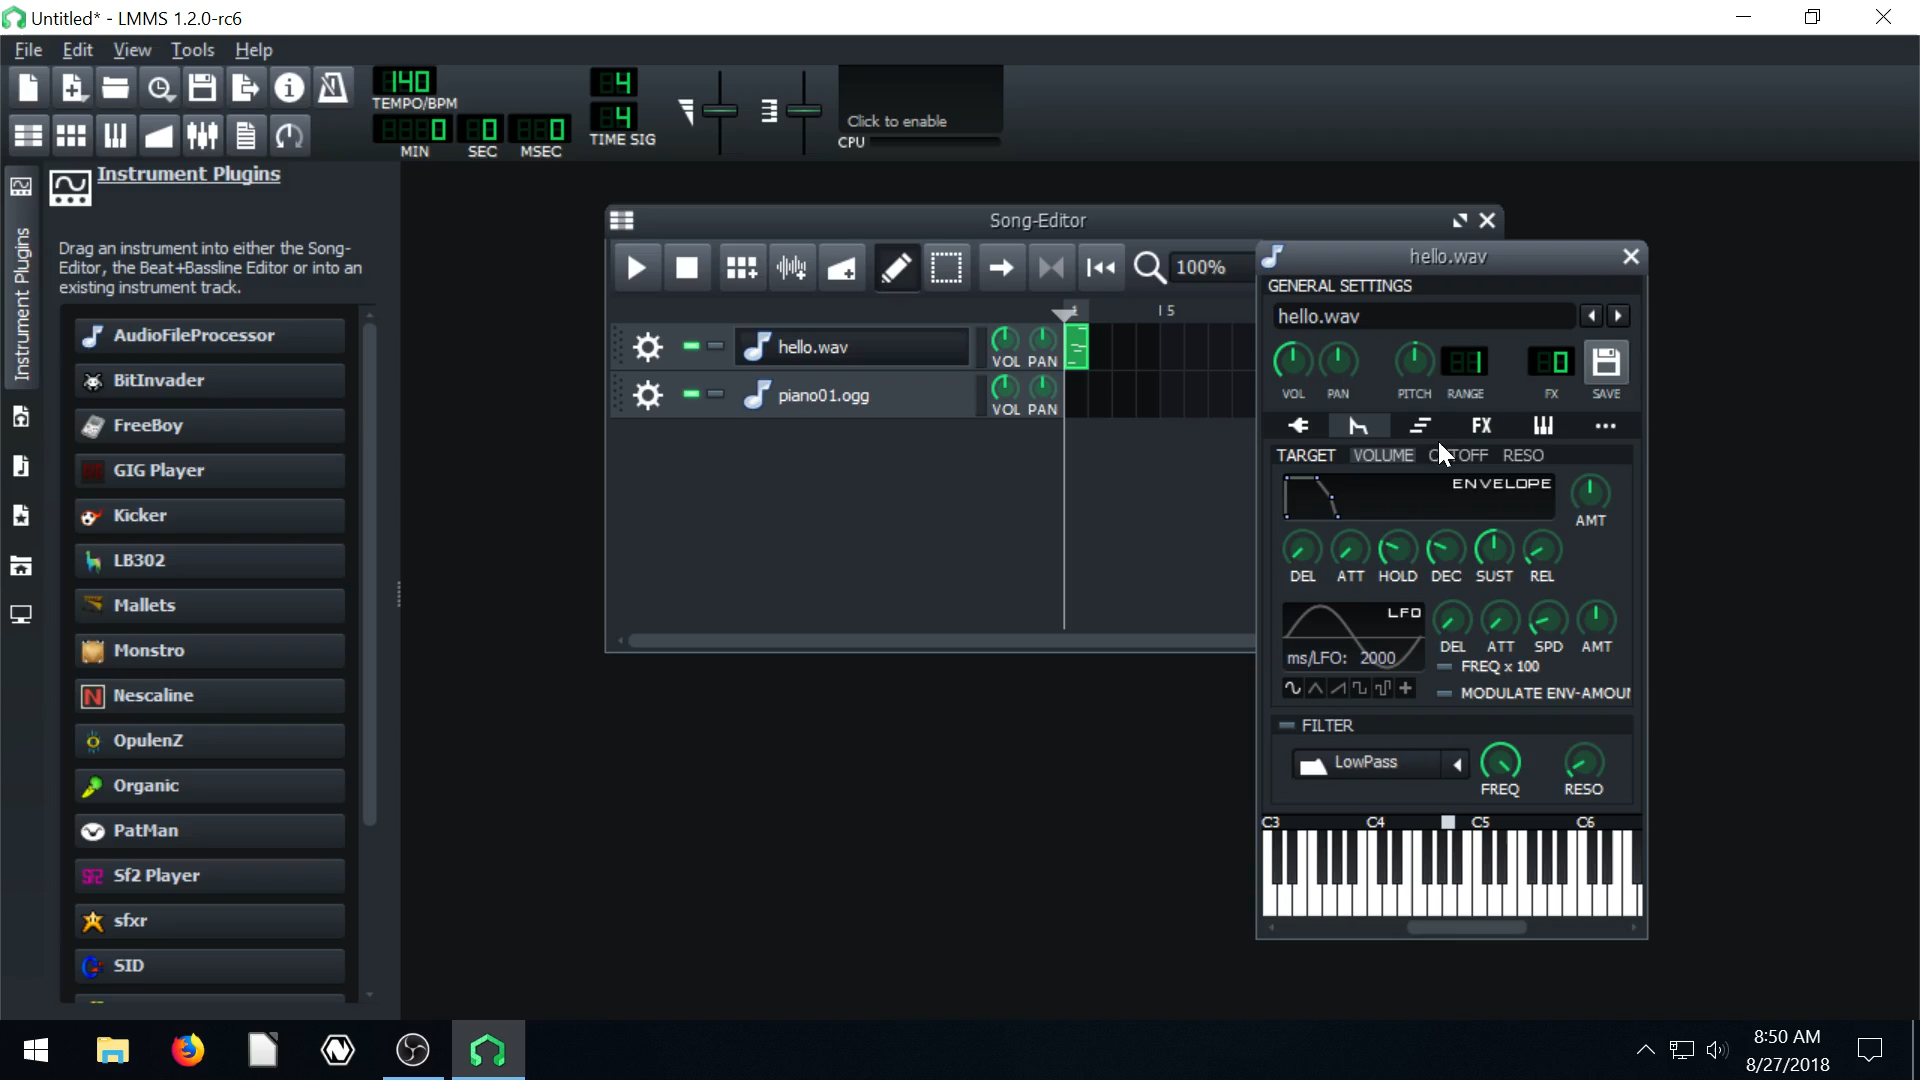 Untitled* - LMMS 1.2.0-rc6
File Edit View Tools Help
140
TEMPO/BPM
0 0 0
MIN SEC MSEC
4
4
TIME SIG
Click to enable
CPU
Instrument Plugins
Instrument Plugins
Drag an instrument into either the Song-
Editor, the Beat+Bassline Editor or into an
existing instrument track.
AudioFileProcessor
BitInvader
FreeBoy
GIG Player
Kicker
LB302
Mallets
Monstro
Nescaline
OpulenZ
Organic
PatMan
Sf2 Player
sfxr
SID
Song-Editor
100%
5
hello.wav VOL PAN
piano01.ogg VOL PAN
hello.wav
GENERAL SETTINGS
hello.wav
1 0
VOL PAN PITCH RANGE FX SAVE
FX
TARGET VOLUME RESO
ENVELOPE
AMT
DEL ATT HOLD DEC SUST REL
LFO
ms/LFO: 2000
DEL ATT SPD AMT
FREQ x 100
MODULATE ENV-AMOU
FILTER
LowPass
FREQ RESO
C3 C4 C5 C6
8:50 AM
8/27/2018